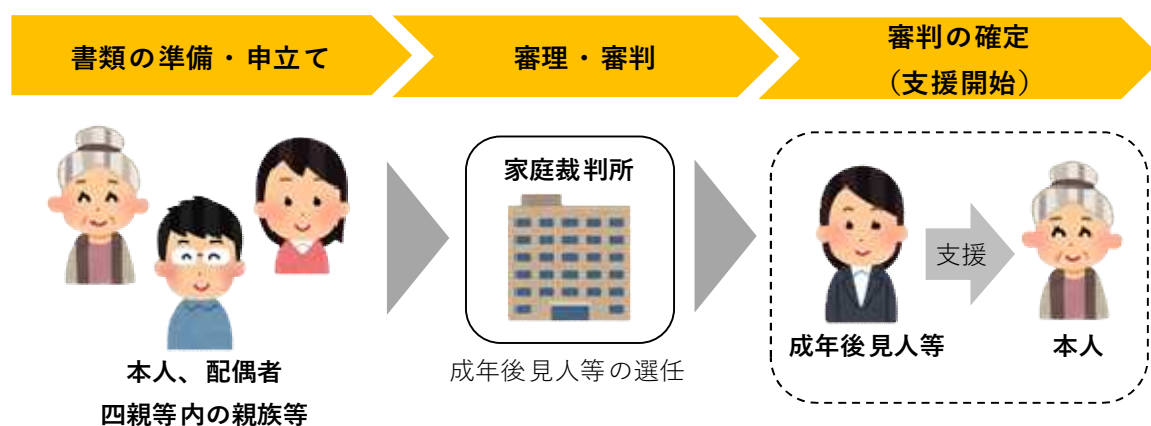 書類の準備・申立て
審理・審判
審判の確定
（支援開始）
家庭裁判所
支援
成年後見人等
本人
成年後見人等の選任
本人、配偶者
四親等内の親族等